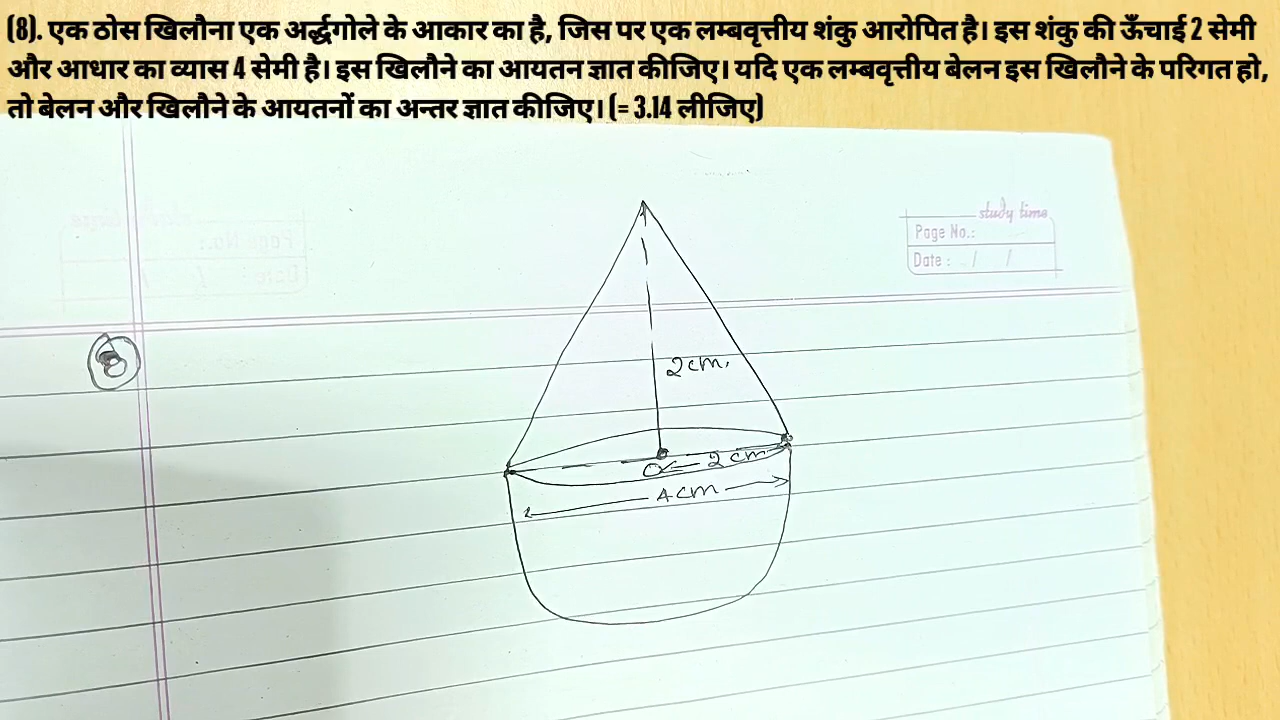 (8). एक ठोस खिलौना एक अर्द्धगोले के आकार का है, जिस पर एक लम्बवृत्तीय शंकु आरोपित है। इस शंकु की ऊँचाई 2 सेमी
और आधार का व्यास 4 सेमी है। इस खिलौने का आयतन ज्ञात कीजिए। यदि एक लम्बवृत्तीय बेलन इस खिलौने के परिगत हो,
तो बेलन और खिलौने के आयतनों का अन्तर ज्ञात कीजिए। (= 3.14 लीजिए)
study time
Page No.:
Date : / /
2cm.
2 cm
4cm